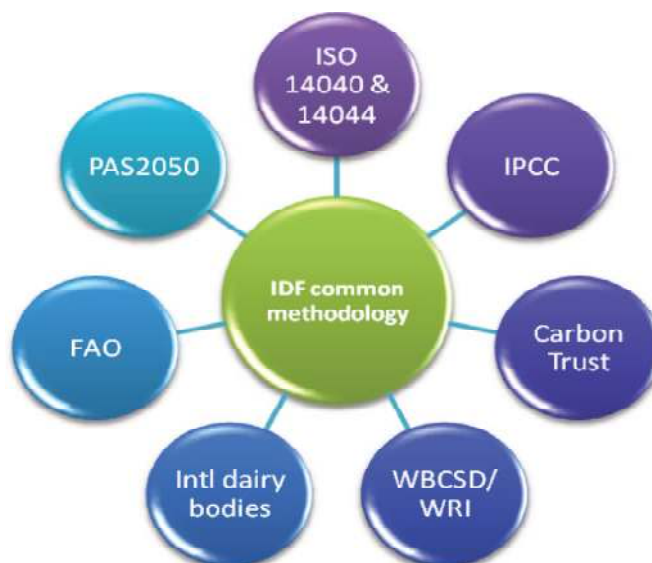 ISO
14040 &
14044
PAS2050
IPCC
IDF common
methodology
FAO
Carbon
Trust
Intl dairy
bodies
WBCSD/
WRI